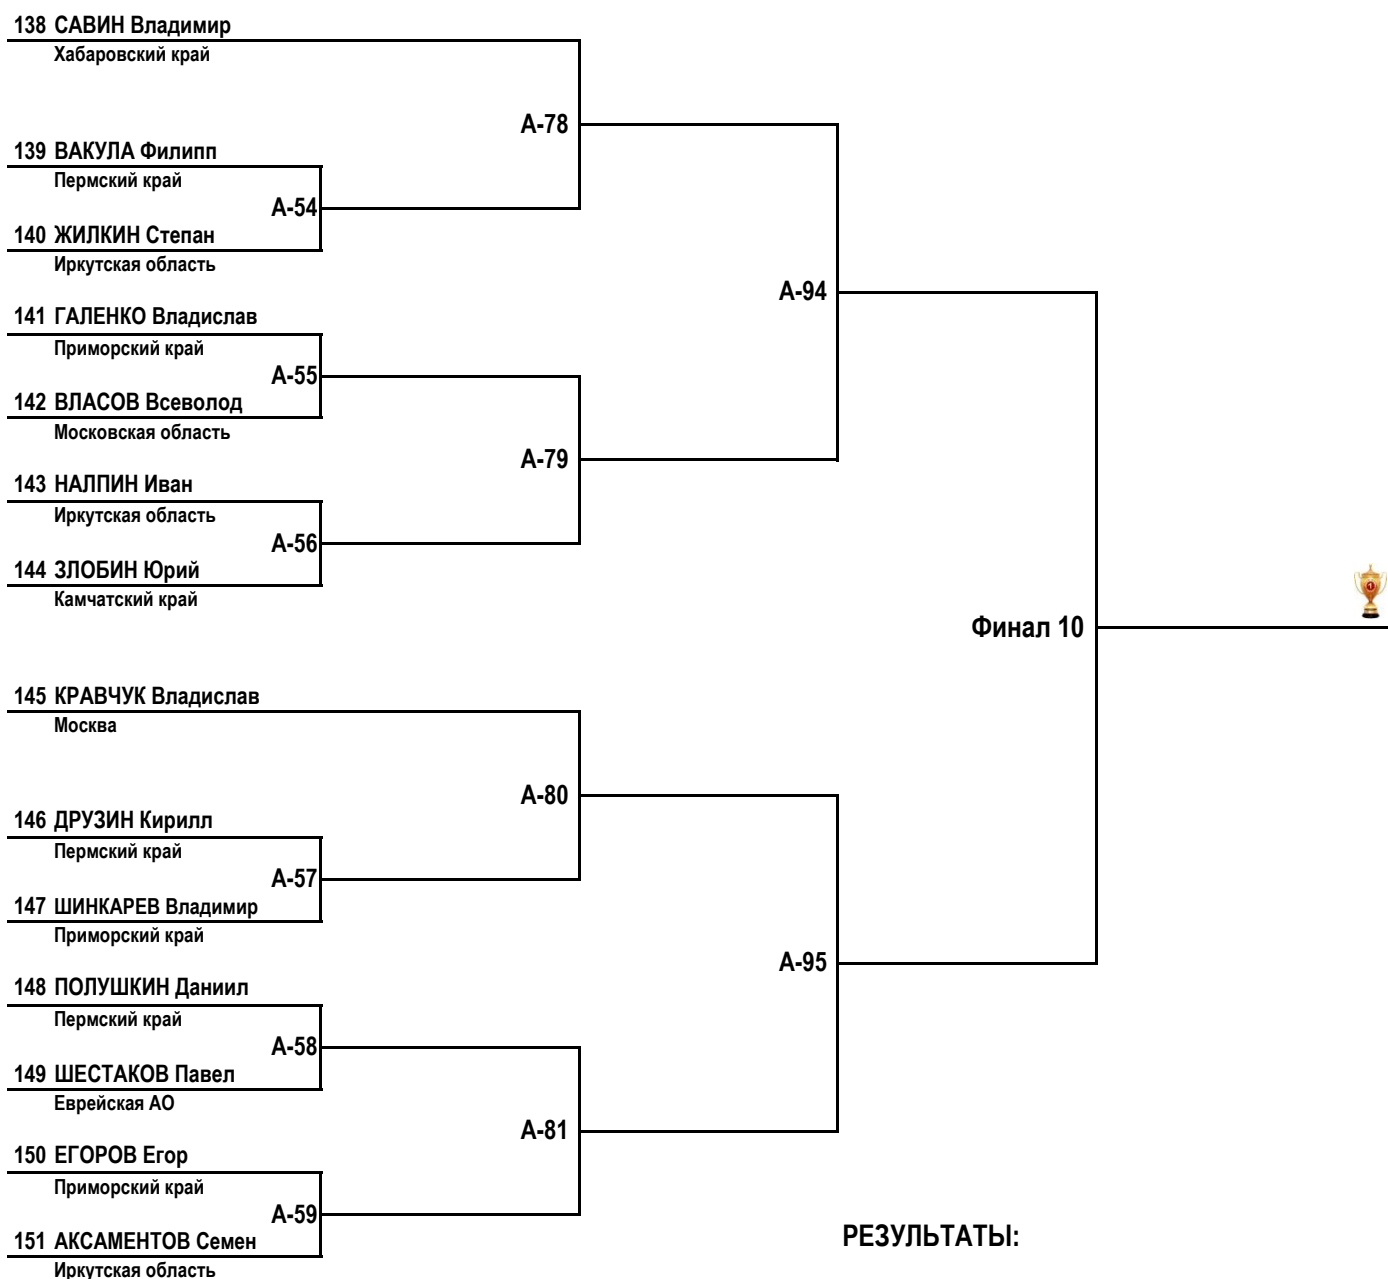 138 САВИН Владимир
Хабаровский край
А-78
139 ВАКУЛА Филипп
Пермский край
А-54
140 ЖИЛКИН Степан
Иркутская область
А-94
141 ГАЛЕНКО Владислав
Приморский край
А-55
142 ВЛАСОВ Всеволод
Московская область
А-79
143 НАЛПИН Иван
Иркутская область
А-56
144 ЗЛОБИН Юрий
Камчатский край
1
Финал 10
145 КРАВЧУК Владислав
Москва
А-80
146 ДРУЗИН Кирилл
Пермский край
А-57
147 ШИНКАРЕВ Владимир
Приморский край
А-95
148 ПОЛУШКИН Даниил
Пермский край
А-58
149 ШЕСТАКОВ Павел
Еврейская АО
А-81
150 ЕГОРОВ Егор
Приморский край
А-59
151 АКСАМЕНТОВ Семен
Иркутская область
РЕЗУЛЬТАТЫ: